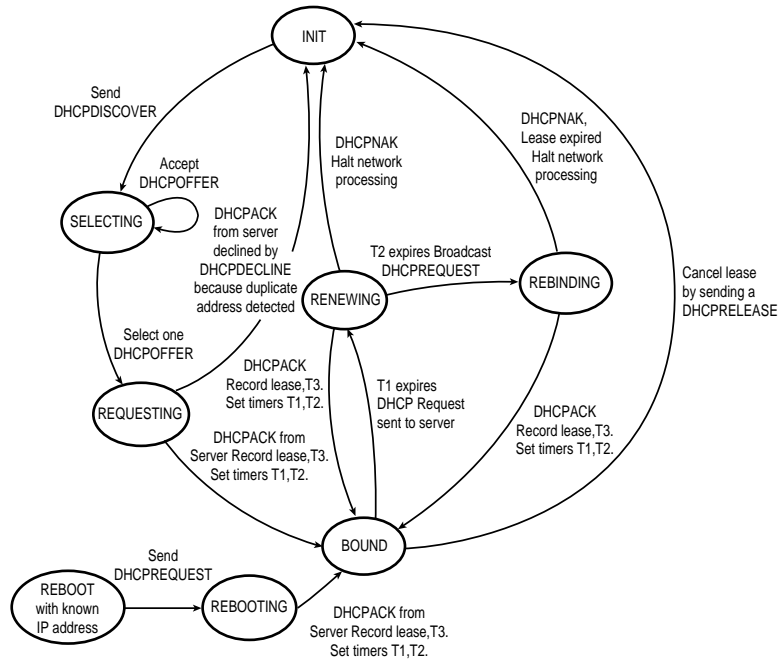 INIT
Send
DHCPDISCOVER
Accept
DHCPOFFER
SELECTING
DHCPACK
from server
declined by
DHCPDECLINE
because duplicate
address detected
DHCPNAK
Halt network
processing
DHCPNAK,
Lease expired
Halt network
processing
T2 expires Broadcast
DHCPREQUEST
RENEWING
REBINDING
Cancel lease
by sending a
DHCPRELEASE
Select one
DHCPOFFER
REQUESTING
DHCPACK
Record lease,T3.
Set timers T1,T2.
T1 expires
DHCP Request
sent to server
DHCPACK
Record lease,T3.
Set timers T1,T2.
DHCPACK from
Server Record lease,T3.
Set timers T1,T2.
BOUND
Send
DHCPREQUEST
REBOOT
with known
IP address
REBOOTING
DHCPACK from
Server Record lease,T3.
Set timers T1,T2.